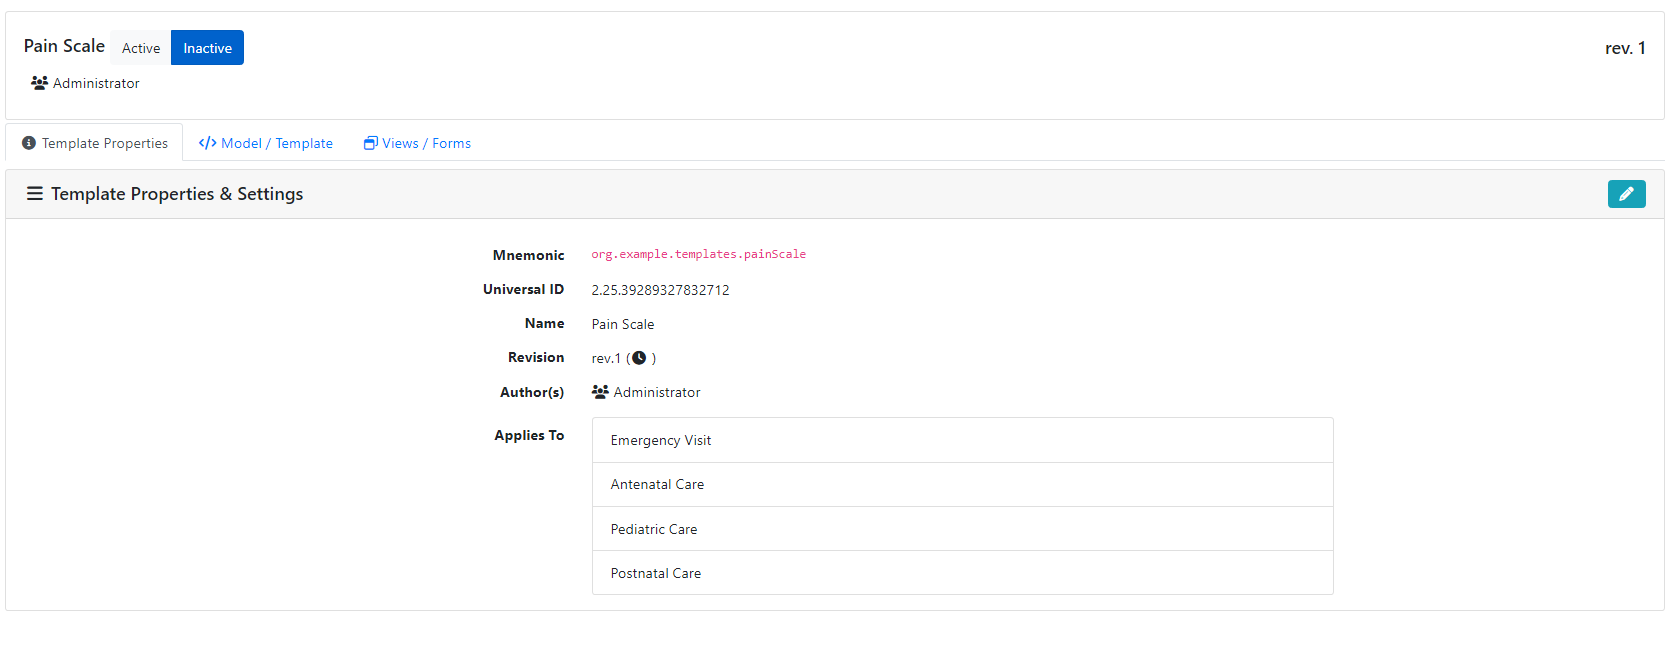 Pain Scale Active Inactive rev. 1
Administrator
Template Properties Model / Template Views / Forms
Template Properties & Settings
Mnemonic org.example.templates.painScale
Universal ID 2.25.39289327832712
Name Pain Scale
Revision rev.1 ( )
Author(s) Administrator
Applies To Emergency Visit
Antenatal Care
Pediatric Care
Postnatal Care